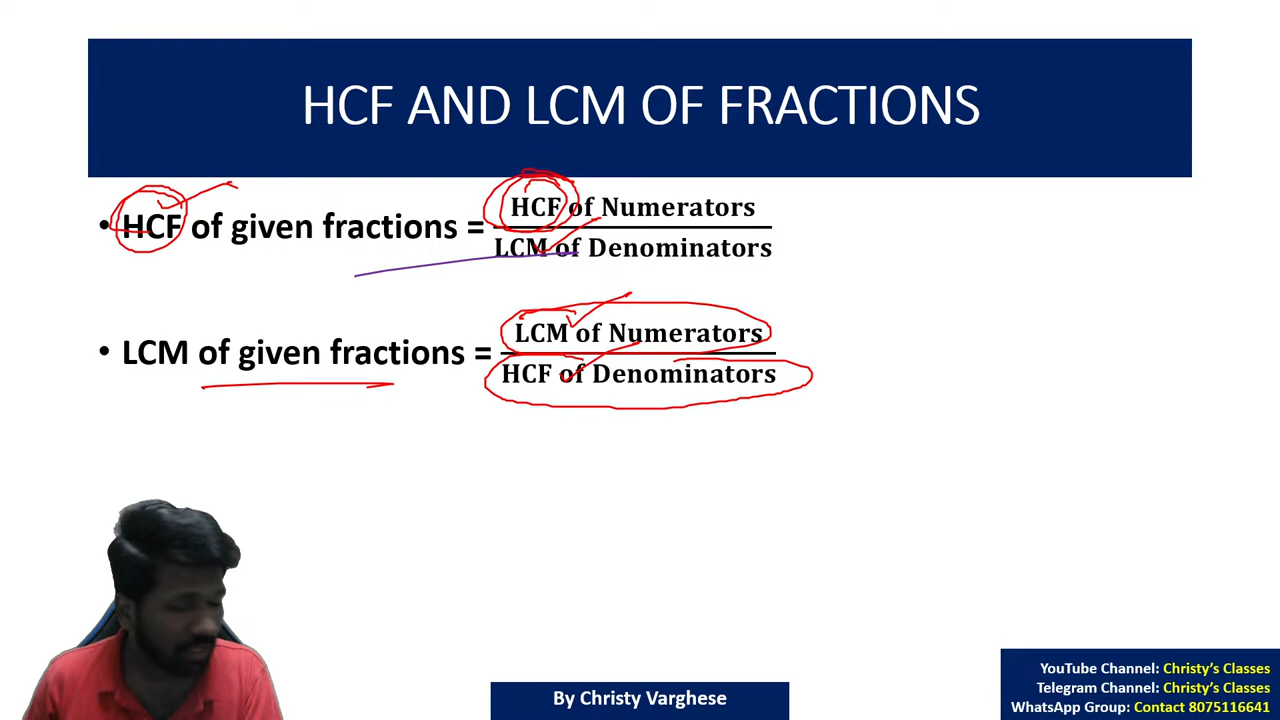 HCF AND LCM OF FRACTIONS
• HCF of given fractions = HCF of Numerators
LCM of Denominators
• LCM of given fractions = LCM of Numerators
HCF of Denominators
By Christy Varghese
YouTube Channel: Christy's Classes
Telegram Channel: Christy's Classes
WhatsApp Group: Contact 8075116641